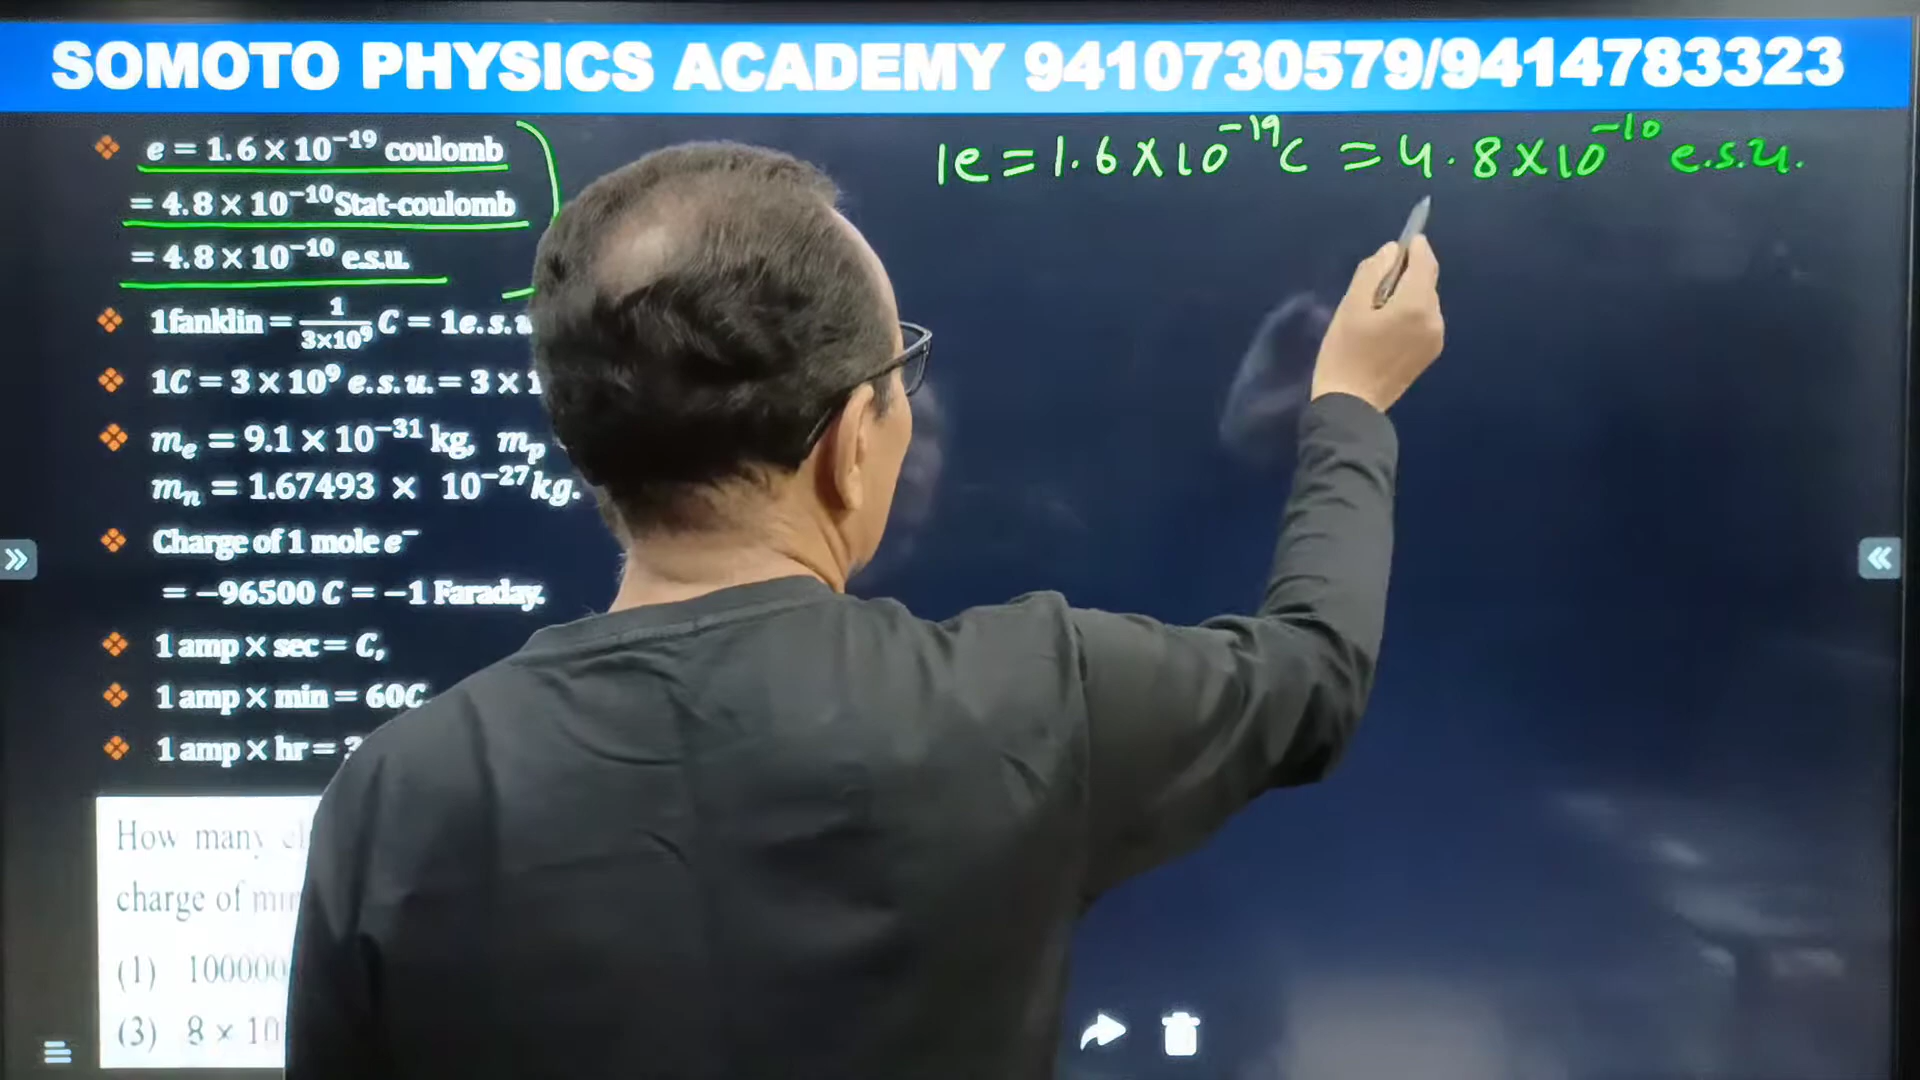 SOMOTO PHYSICS ACADEMY 9410730579/9414783323
❖ e = 1.6 × 10⁻¹⁹ coulomb
= 4.8 × 10⁻¹⁰ Stat-coulomb
= 4.8 × 10⁻¹⁰ e.s.u.
❖ 1fanklin = 1/(3×10⁹) C = 1e.s.u
❖ 1C = 3 × 10⁹ e.s.u. = 3 ×
❖ mₑ = 9.1 × 10⁻³¹ kg, mₚ
mₙ = 1.67493 × 10⁻²⁷ kg.
❖ Charge of 1 mole e⁻
= −96500 C = −1 Faraday.
❖ 1 amp × sec = C,
❖ 1 amp × min = 60C
❖ 1 amp × hr =
1e = 1.6 × 10⁻¹⁹ C = 4.8 × 10⁻¹⁰ e.s.u.
How many
charge of
(1) 100000
(3) 8 × 10